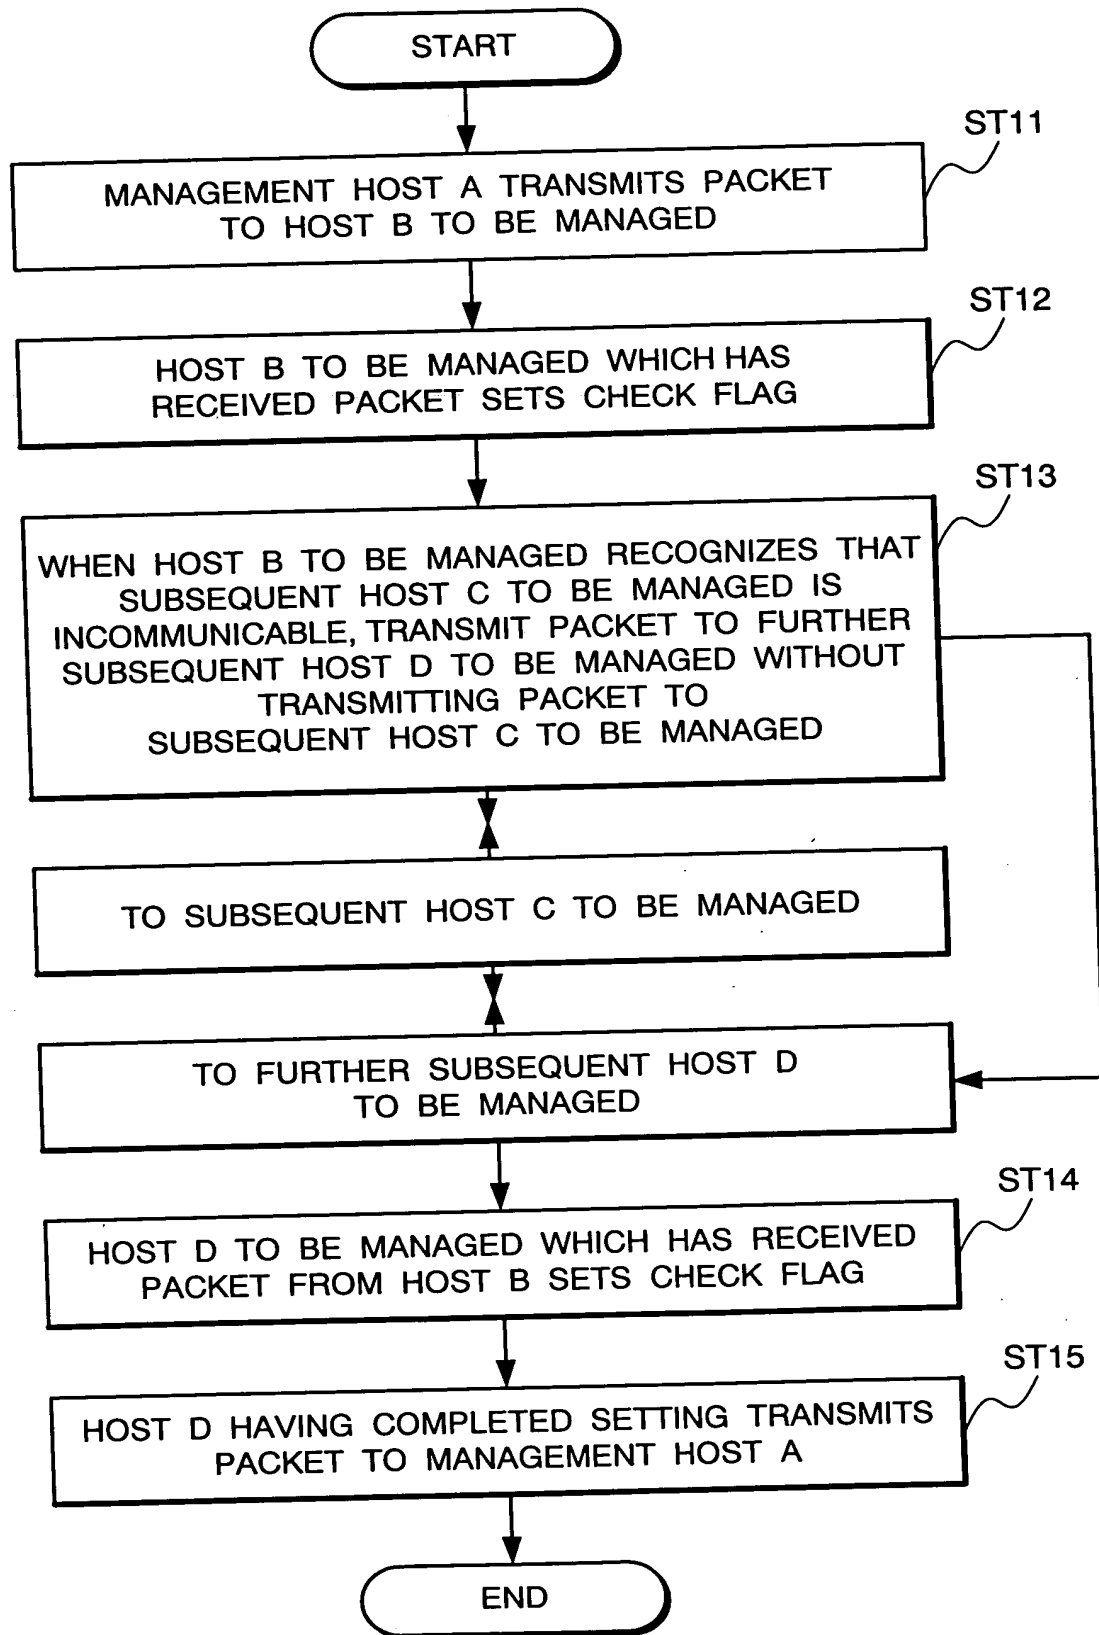 START
ST11
MANAGEMENT HOST A TRANSMITS PACKET
TO HOST B TO BE MANAGED
ST12
HOST B TO BE MANAGED WHICH HAS
RECEIVED PACKET SETS CHECK FLAG
ST13
WHEN HOST B TO BE MANAGED RECOGNIZES THAT
SUBSEQUENT HOST C TO BE MANAGED IS
INCOMMUNICABLE, TRANSMIT PACKET TO FURTHER
SUBSEQUENT HOST D TO BE MANAGED WITHOUT
TRANSMITTING PACKET TO
SUBSEQUENT HOST C TO BE MANAGED
TO SUBSEQUENT HOST C TO BE MANAGED
TO FURTHER SUBSEQUENT HOST D
TO BE MANAGED
ST14
HOST D TO BE MANAGED WHICH HAS RECEIVED
PACKET FROM HOST B SETS CHECK FLAG
ST15
HOST D HAVING COMPLETED SETTING TRANSMITS
PACKET TO MANAGEMENT HOST A
END